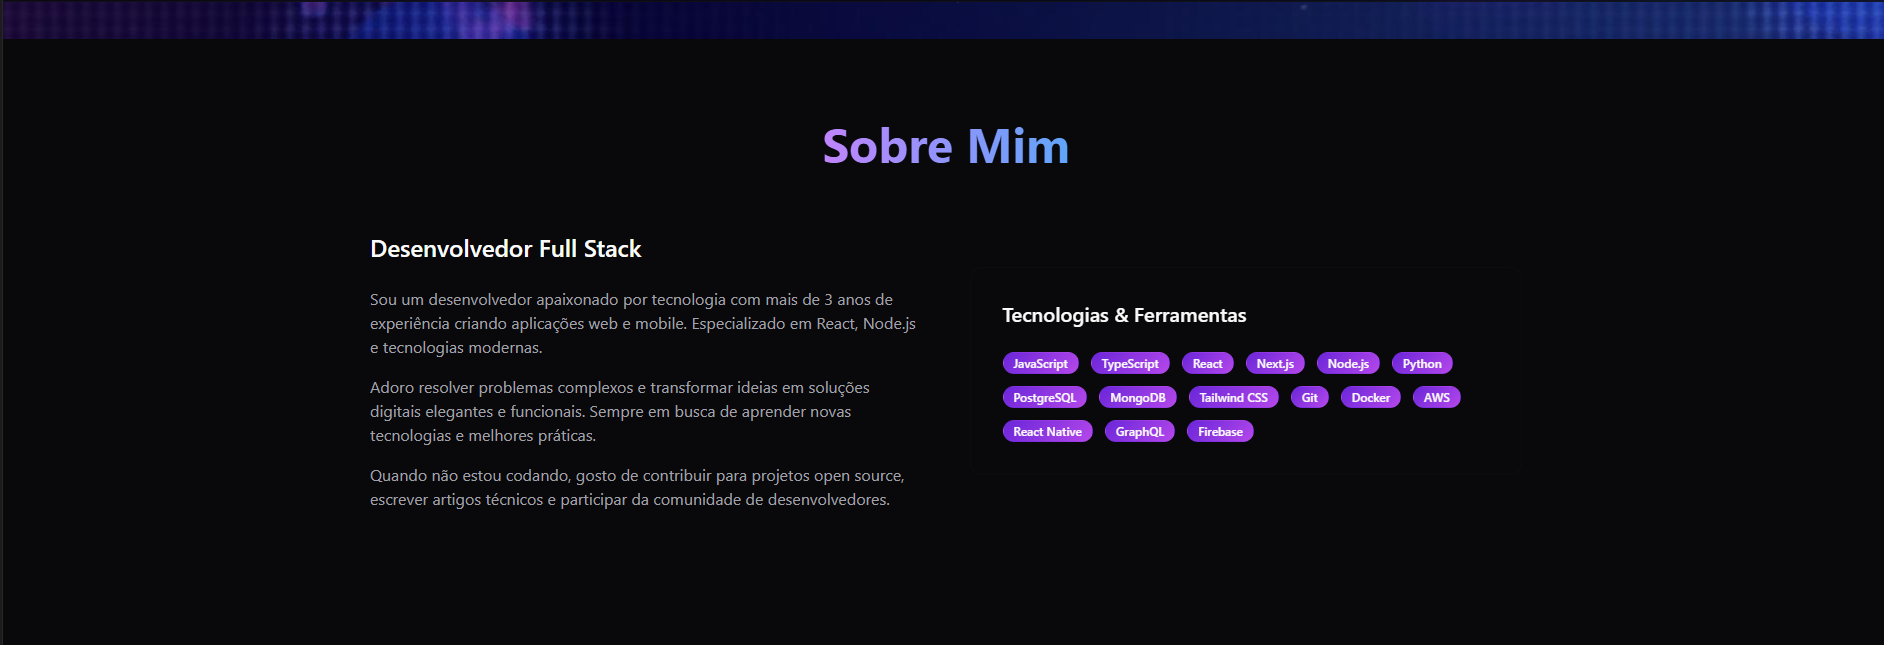 Sobre Mim
Desenvolvedor Full Stack
Sou um desenvolvedor apaixonado por tecnologia com mais de 3 anos de
experiência criando aplicações web e mobile. Especializado em React, Node.js
e tecnologias modernas.
Adoro resolver problemas complexos e transformar ideias em soluções
digitais elegantes e funcionais. Sempre em busca de aprender novas
tecnologias e melhores práticas.
Quando não estou codando, gosto de contribuir para projetos open source,
escrever artigos técnicos e participar da comunidade de desenvolvedores.
Tecnologias & Ferramentas
JavaScript TypeScript React Next.js Node.js Python
PostgreSQL MongoDB Tailwind CSS Git Docker AWS
React Native GraphQL Firebase